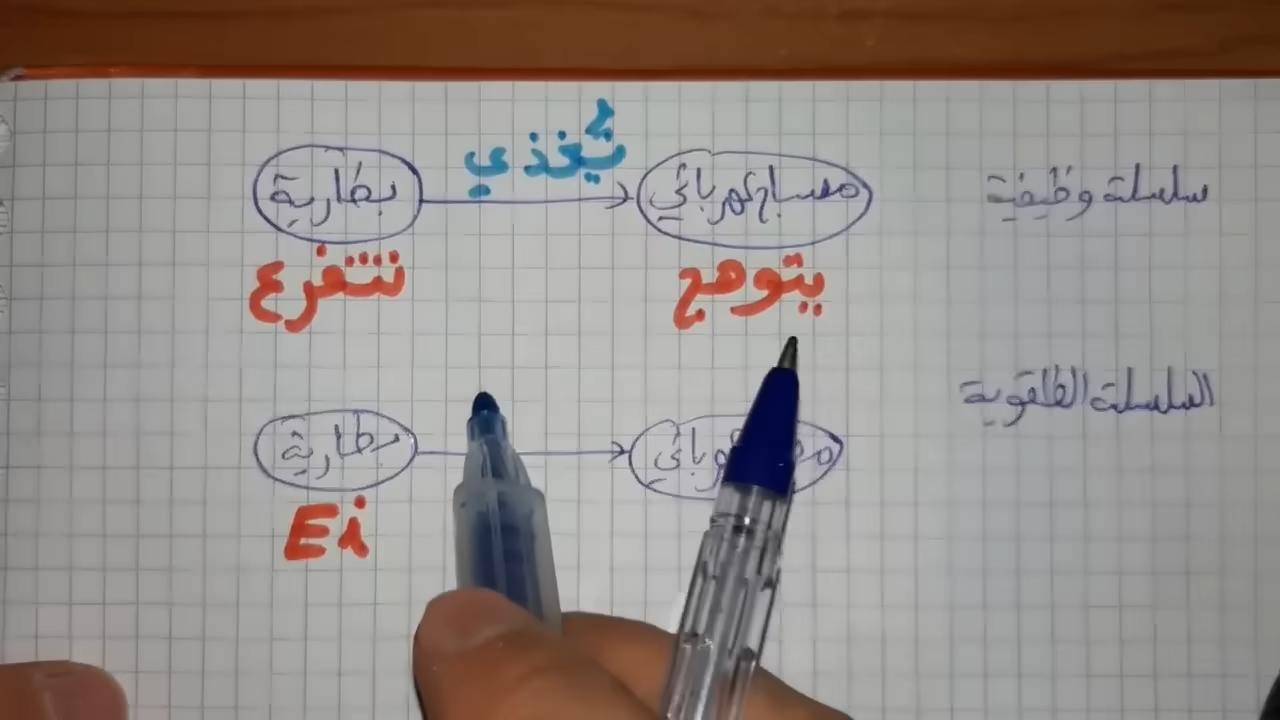 سلسلة وظيفية
مصباح كهربائي يُغذي بطارية
يتوهج تتفرغ
السلسلة الطاقوية
بطارية
Ei